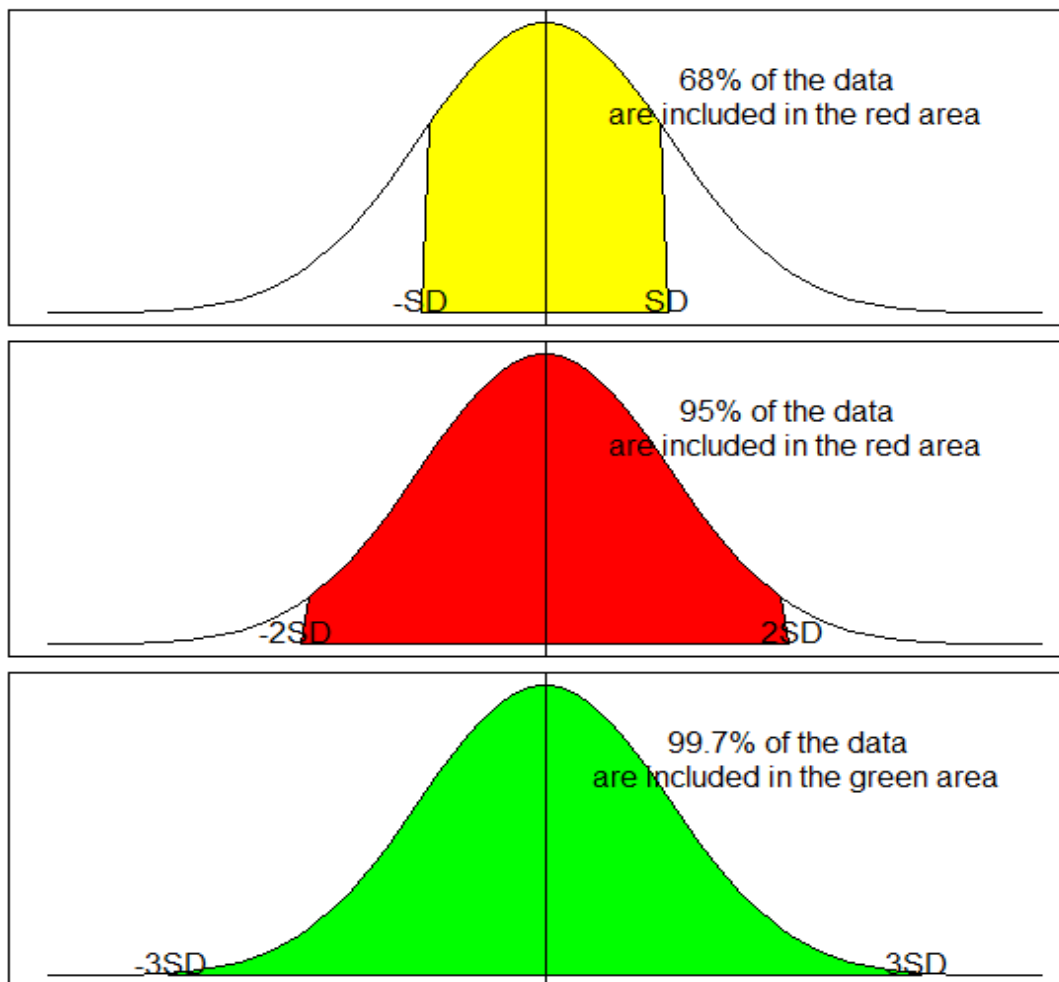 68% of the data
are included in the red area
-SD
SD
95% of the data
are included in the red area
-2SD
2SD
99.7% of the data
are included in the green area
-3SD
3SD